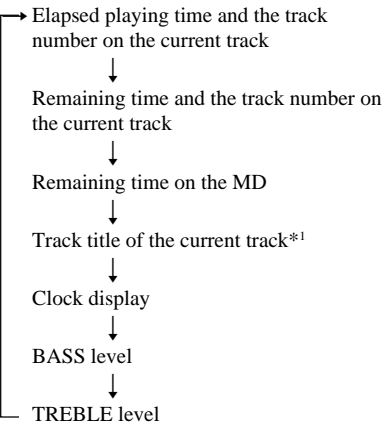 Elapsed playing time and the track
number on the current track
Remaining time and the track number on
the current track
Remaining time on the MD
Track title of the current track*1
Clock display
BASS level
TREBLE level